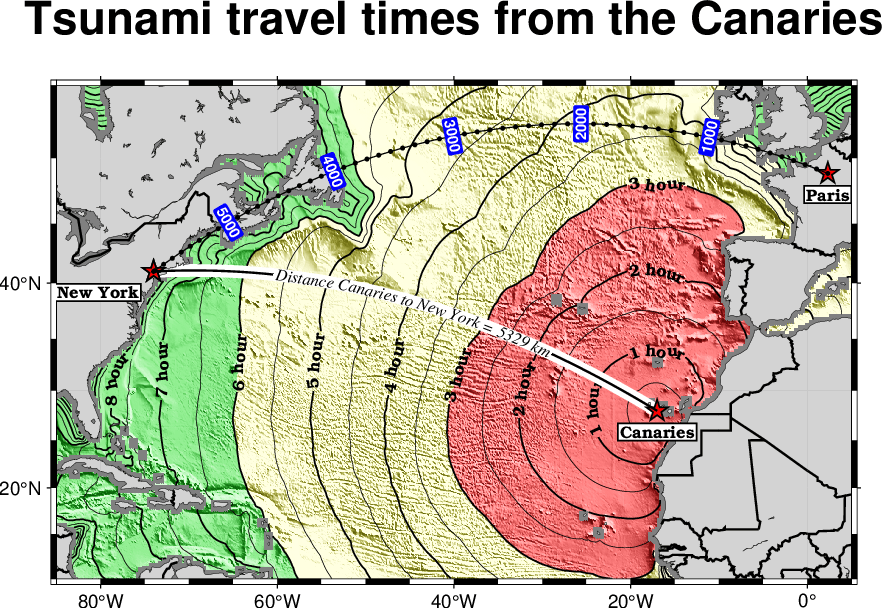 Tsunami travel times from the Canaries
1000
2000
3000
4000
5000
3 hour
2 hour
1 hour
Paris
40°N
New York
Distance Canaries to New York = 5329 km
8 hour
7 hour
6 hour
5 hour
4 hour
3 hour
2 hour
1 hou
Canaries
20°N
80°W
60°W
40°W
20°W
0°